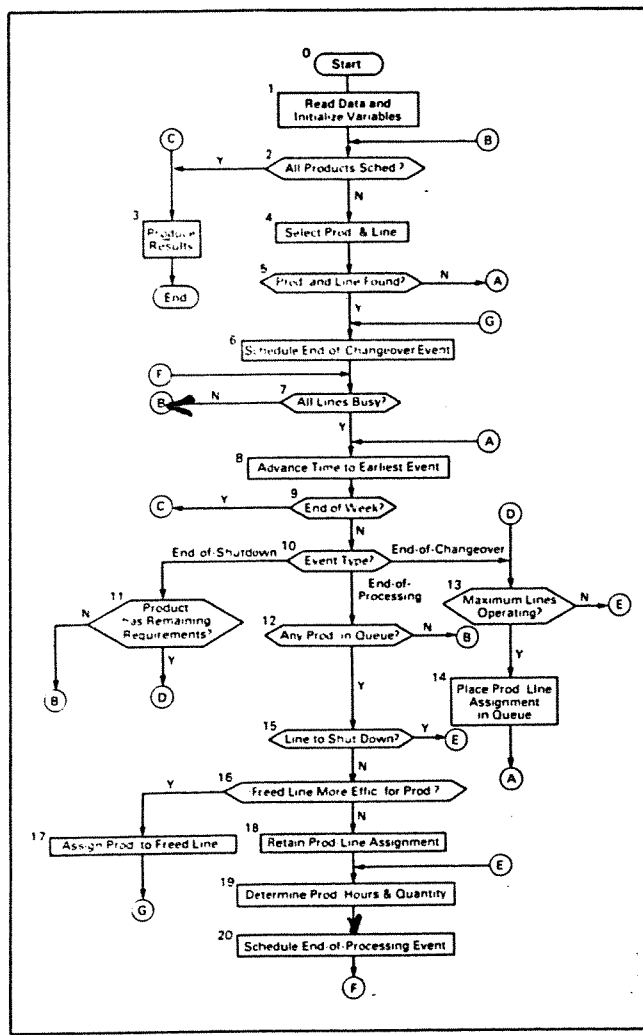 0
Start
1
Read Data and
Initialize Variables
C
B
Y
2
All Products Sched?
N
3
Produce
Results
4
Select Prod & Line
5
Prod and Line Found?
N
A
End
Y
G
6
Schedule End-of-Changeover Event
F
7
All Lines Busy?
N
B
Y
A
8
Advance Time to Earliest Event
9
End of Week?
Y
C
N
D
End-of-Shutdown
10
Event Type?
End-of-Changeover
11
Product
has Remaining
Requirements?
N
Y
B
D
End-of-
Processing
12
Any Prod in Queue?
N
B
Y
13
Maximum Lines
Operating?
N
E
Y
14
Place Prod Line
Assignment
in Queue
A
15
Line to Shut Down?
Y
E
N
16
Freed Line More Effic for Prod?
Y
N
17
Assign Prod to Freed Line
G
18
Retain Prod Line Assignment
E
19
Determine Prod Hours & Quantity
20
Schedule End-of-Processing Event
F